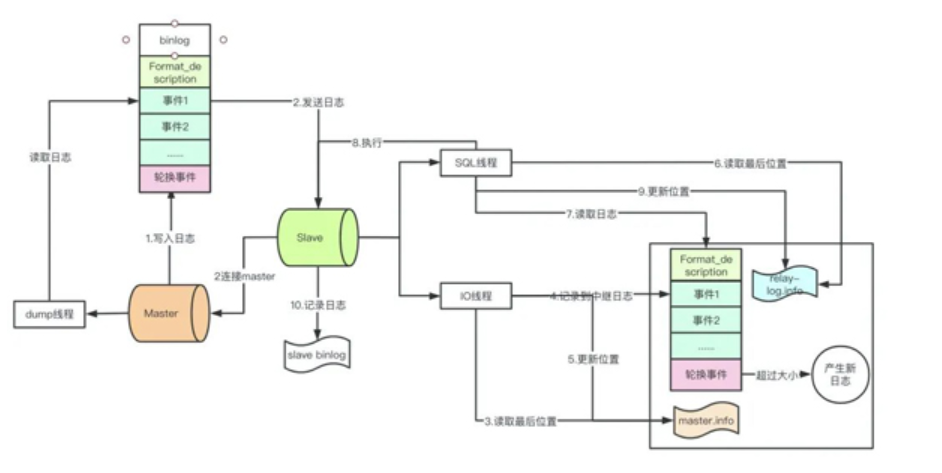 binlog
Format_de
scription
事件1
2.发送日志
事件2
8.执行
读取日志
......
SQL线程
6.读取最后位置
轮换事件
9.更新位置
7.读取日志
1.写入日志
Slave
Format_de
scription
2连接master
relay-
log.info
IO线程
4.记录到中继日志
事件1
10.记录日志
dump线程
Master
事件2
slave binlog
......
5.更新位置
轮换事件
超过大小
产生新
日志
3.读取最后位置
master.info